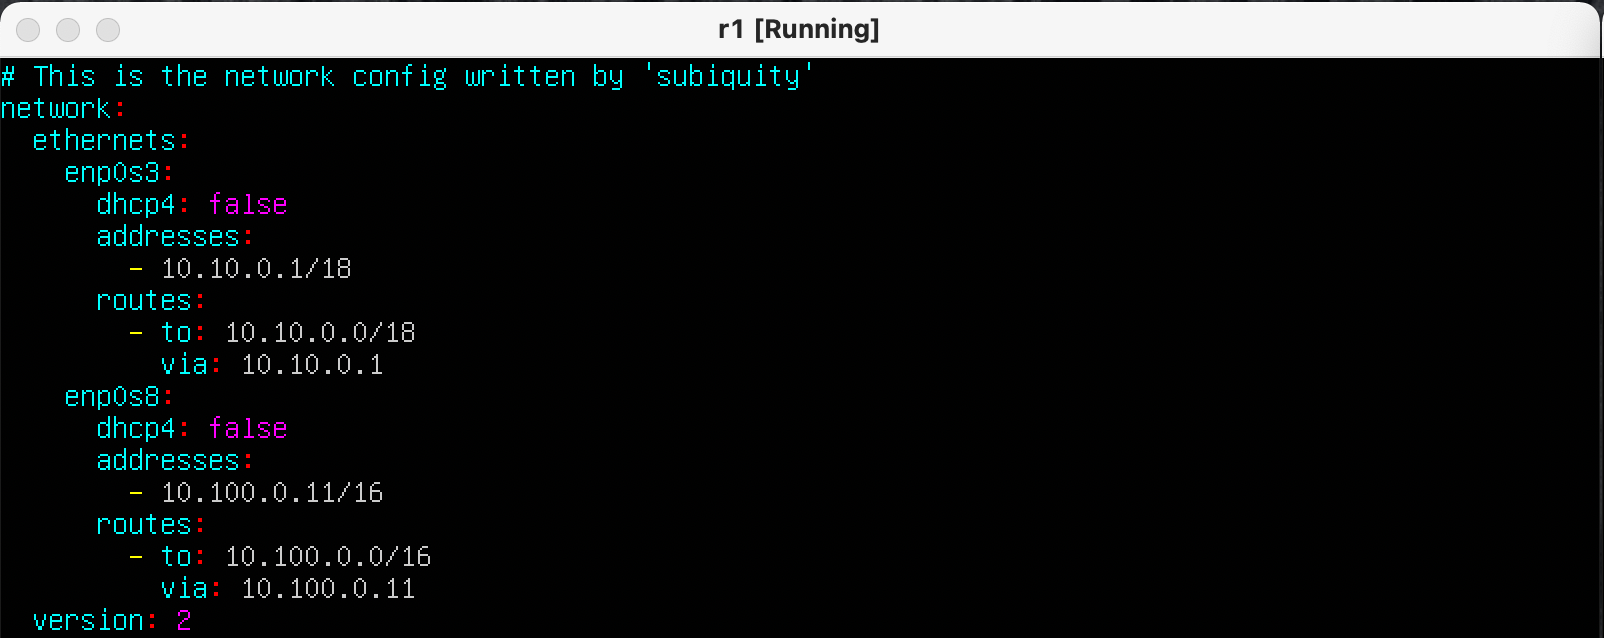 r1 [Running]
# This is the network config written by 'subiquity'
network:
  ethernets:
    enp0s3:
      dhcp4: false
      addresses:
        - 10.10.0.1/18
      routes:
        - to: 10.10.0.0/18
          via: 10.10.0.1
    enp0s8:
      dhcp4: false
      addresses:
        - 10.100.0.11/16
      routes:
        - to: 10.100.0.0/16
          via: 10.100.0.11
  version: 2